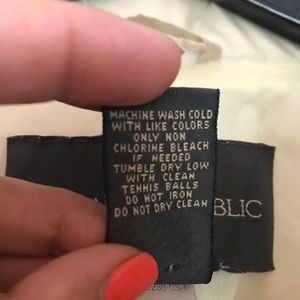 MACHINE WASH COLD
WITH LIKE COLORS
ONLY NON
CHLORINE BLEACH
IF NEEDED
TUMBLE DRY LOW
WITH CLEAN
TENNIS BALLS
DO NOT IRON
DO NOT DRY CLEAN
BLIC